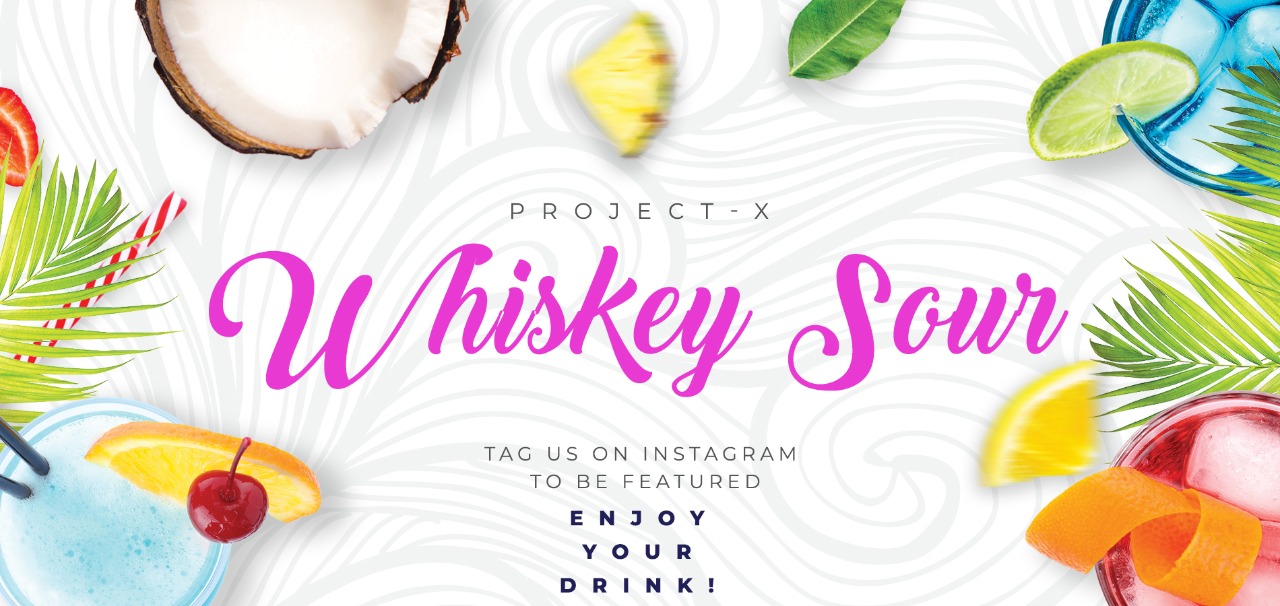 PROJECT-X
Whiskey Sour
TAG US ON INSTAGRAM
TO BE FEATURED
ENJOY
YOUR
DRINK!